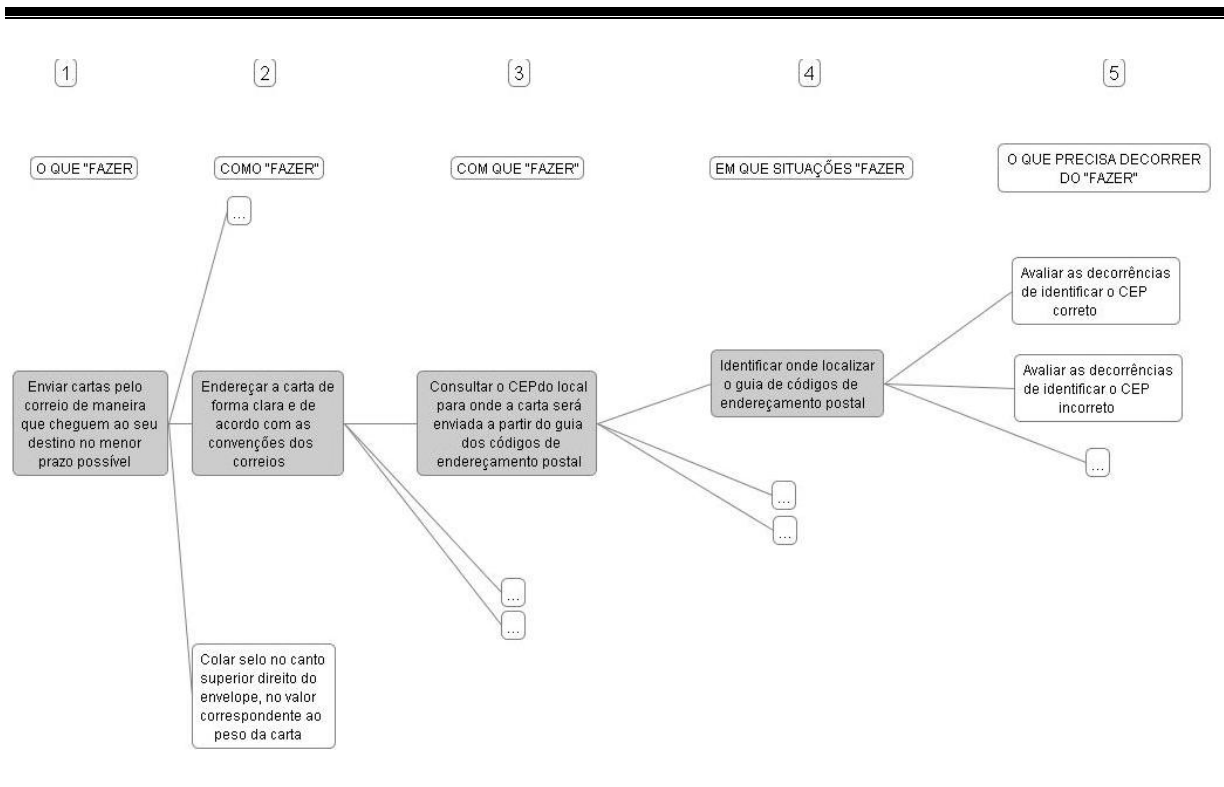 1
2
3
4
5
O QUE "FAZER
COMO "FAZER"
COM QUE "FAZER"
EM QUE SITUAÇÕES "FAZER
O QUE PRECISA DECORRER
DO "FAZER"
...
Enviar cartas pelo
correio de maneira
que cheguem ao seu
destino no menor
prazo possível
Endereçar a carta de
forma clara e de
acordo com as
convenções dos
correios
Colar selo no canto
superior direito do
envelope, no valor
correspondente ao
peso da carta
Consultar o CEPdo local
para onde a carta será
enviada a partir do guia
dos códigos de
endereçamento postal
...
...
Identificar onde localizar
o guia de códigos de
endereçamento postal
...
...
Avaliar as decorrências
de identificar o CEP
correto
Avaliar as decorrências
de identificar o CEP
incorreto
...